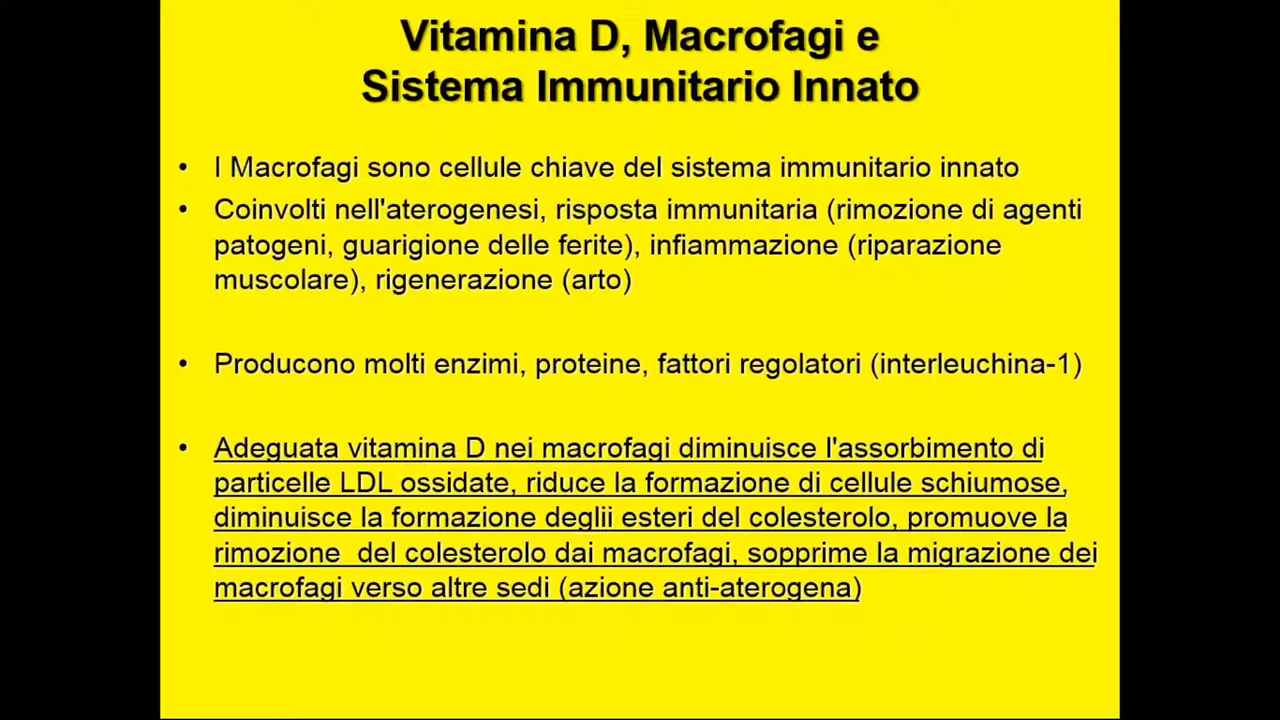 Vitamina D, Macrofagi e
Sistema Immunitario Innato
• I Macrofagi sono cellule chiave del sistema immunitario innato
• Coinvolti nell'aterogenesi, risposta immunitaria (rimozione di agenti
patogeni, guarigione delle ferite), infiammazione (riparazione
muscolare), rigenerazione (arto)
• Producono molti enzimi, proteine, fattori regolatori (interleuchina-1)
• Adeguata vitamina D nei macrofagi diminuisce l'assorbimento di
particelle LDL ossidate, riduce la formazione di cellule schiumose,
diminuisce la formazione deglii esteri del colesterolo, promuove la
rimozione  del colesterolo dai macrofagi, sopprime la migrazione dei
macrofagi verso altre sedi (azione anti-aterogena)